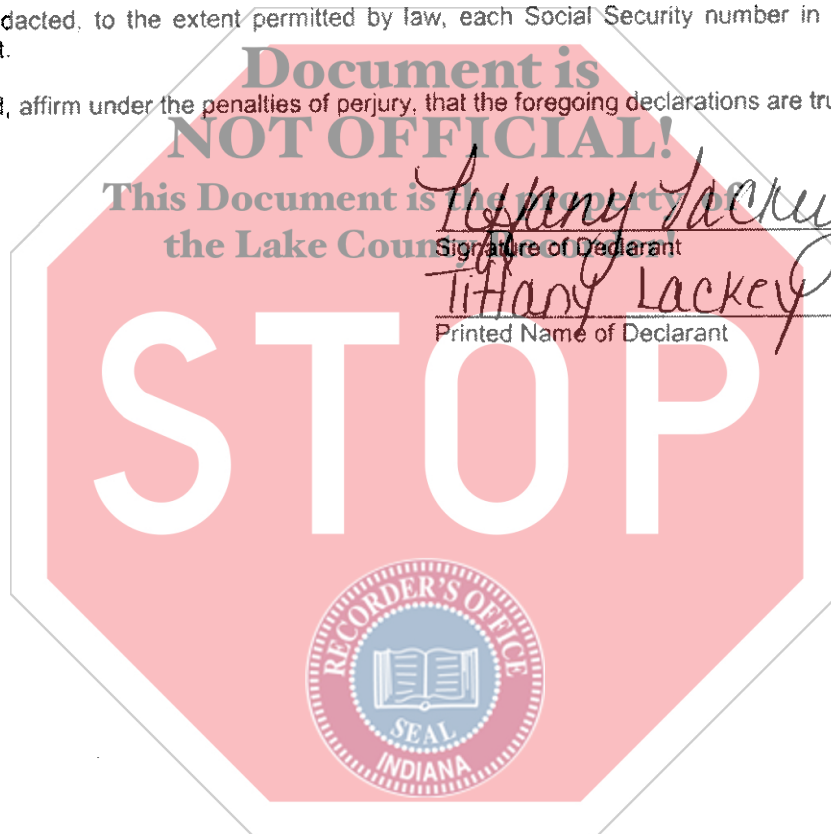 dacted, to the extent permitted by law, each Social Security number in
t.
Document is
, affirm under the penalties of perjury, that the foregoing declarations are tru
NOT OFFICIAL!
This Document is the property of
Tiffany Lackey
the Lake County Recorder!
Signature of Declarant
Tiffany Lackey
Printed Name of Declarant
STOP
RECORDER'S OFFICE
SEAL
INDIANA